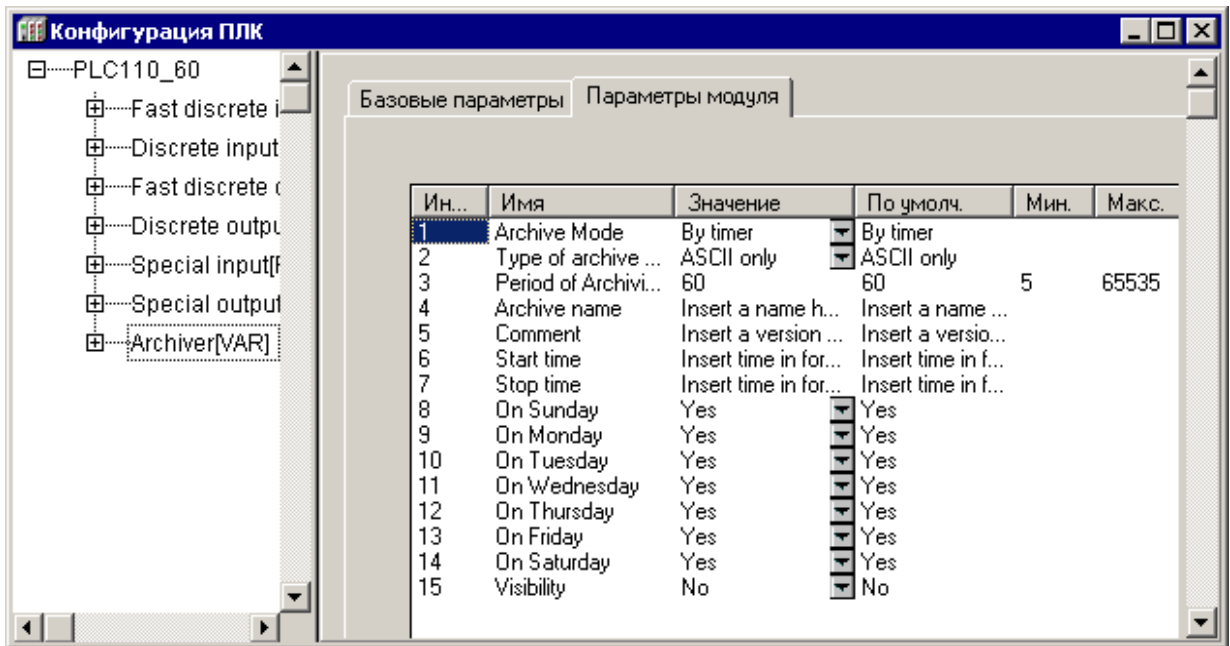 Конфигурация ПЛК
PLC110_60
Fast discrete i
Discrete input
Fast discrete c
Discrete outpu
Special input[F
Special output
Archiver[VAR]
Базовые параметры Параметры модуля
Ин... Имя Значение По умолч. Мин. Макс.
1 Archive Mode By timer By timer
2 Type of archive ... ASCII only ASCII only
3 Period of Archivi... 60 60 5 65535
4 Archive name Insert a name h... Insert a name ...
5 Comment Insert a version ... Insert a versio...
6 Start time Insert time in for... Insert time in f...
7 Stop time Insert time in for... Insert time in f...
8 On Sunday Yes Yes
9 On Monday Yes Yes
10 On Tuesday Yes Yes
11 On Wednesday Yes Yes
12 On Thursday Yes Yes
13 On Friday Yes Yes
14 On Saturday Yes Yes
15 Visibility No No